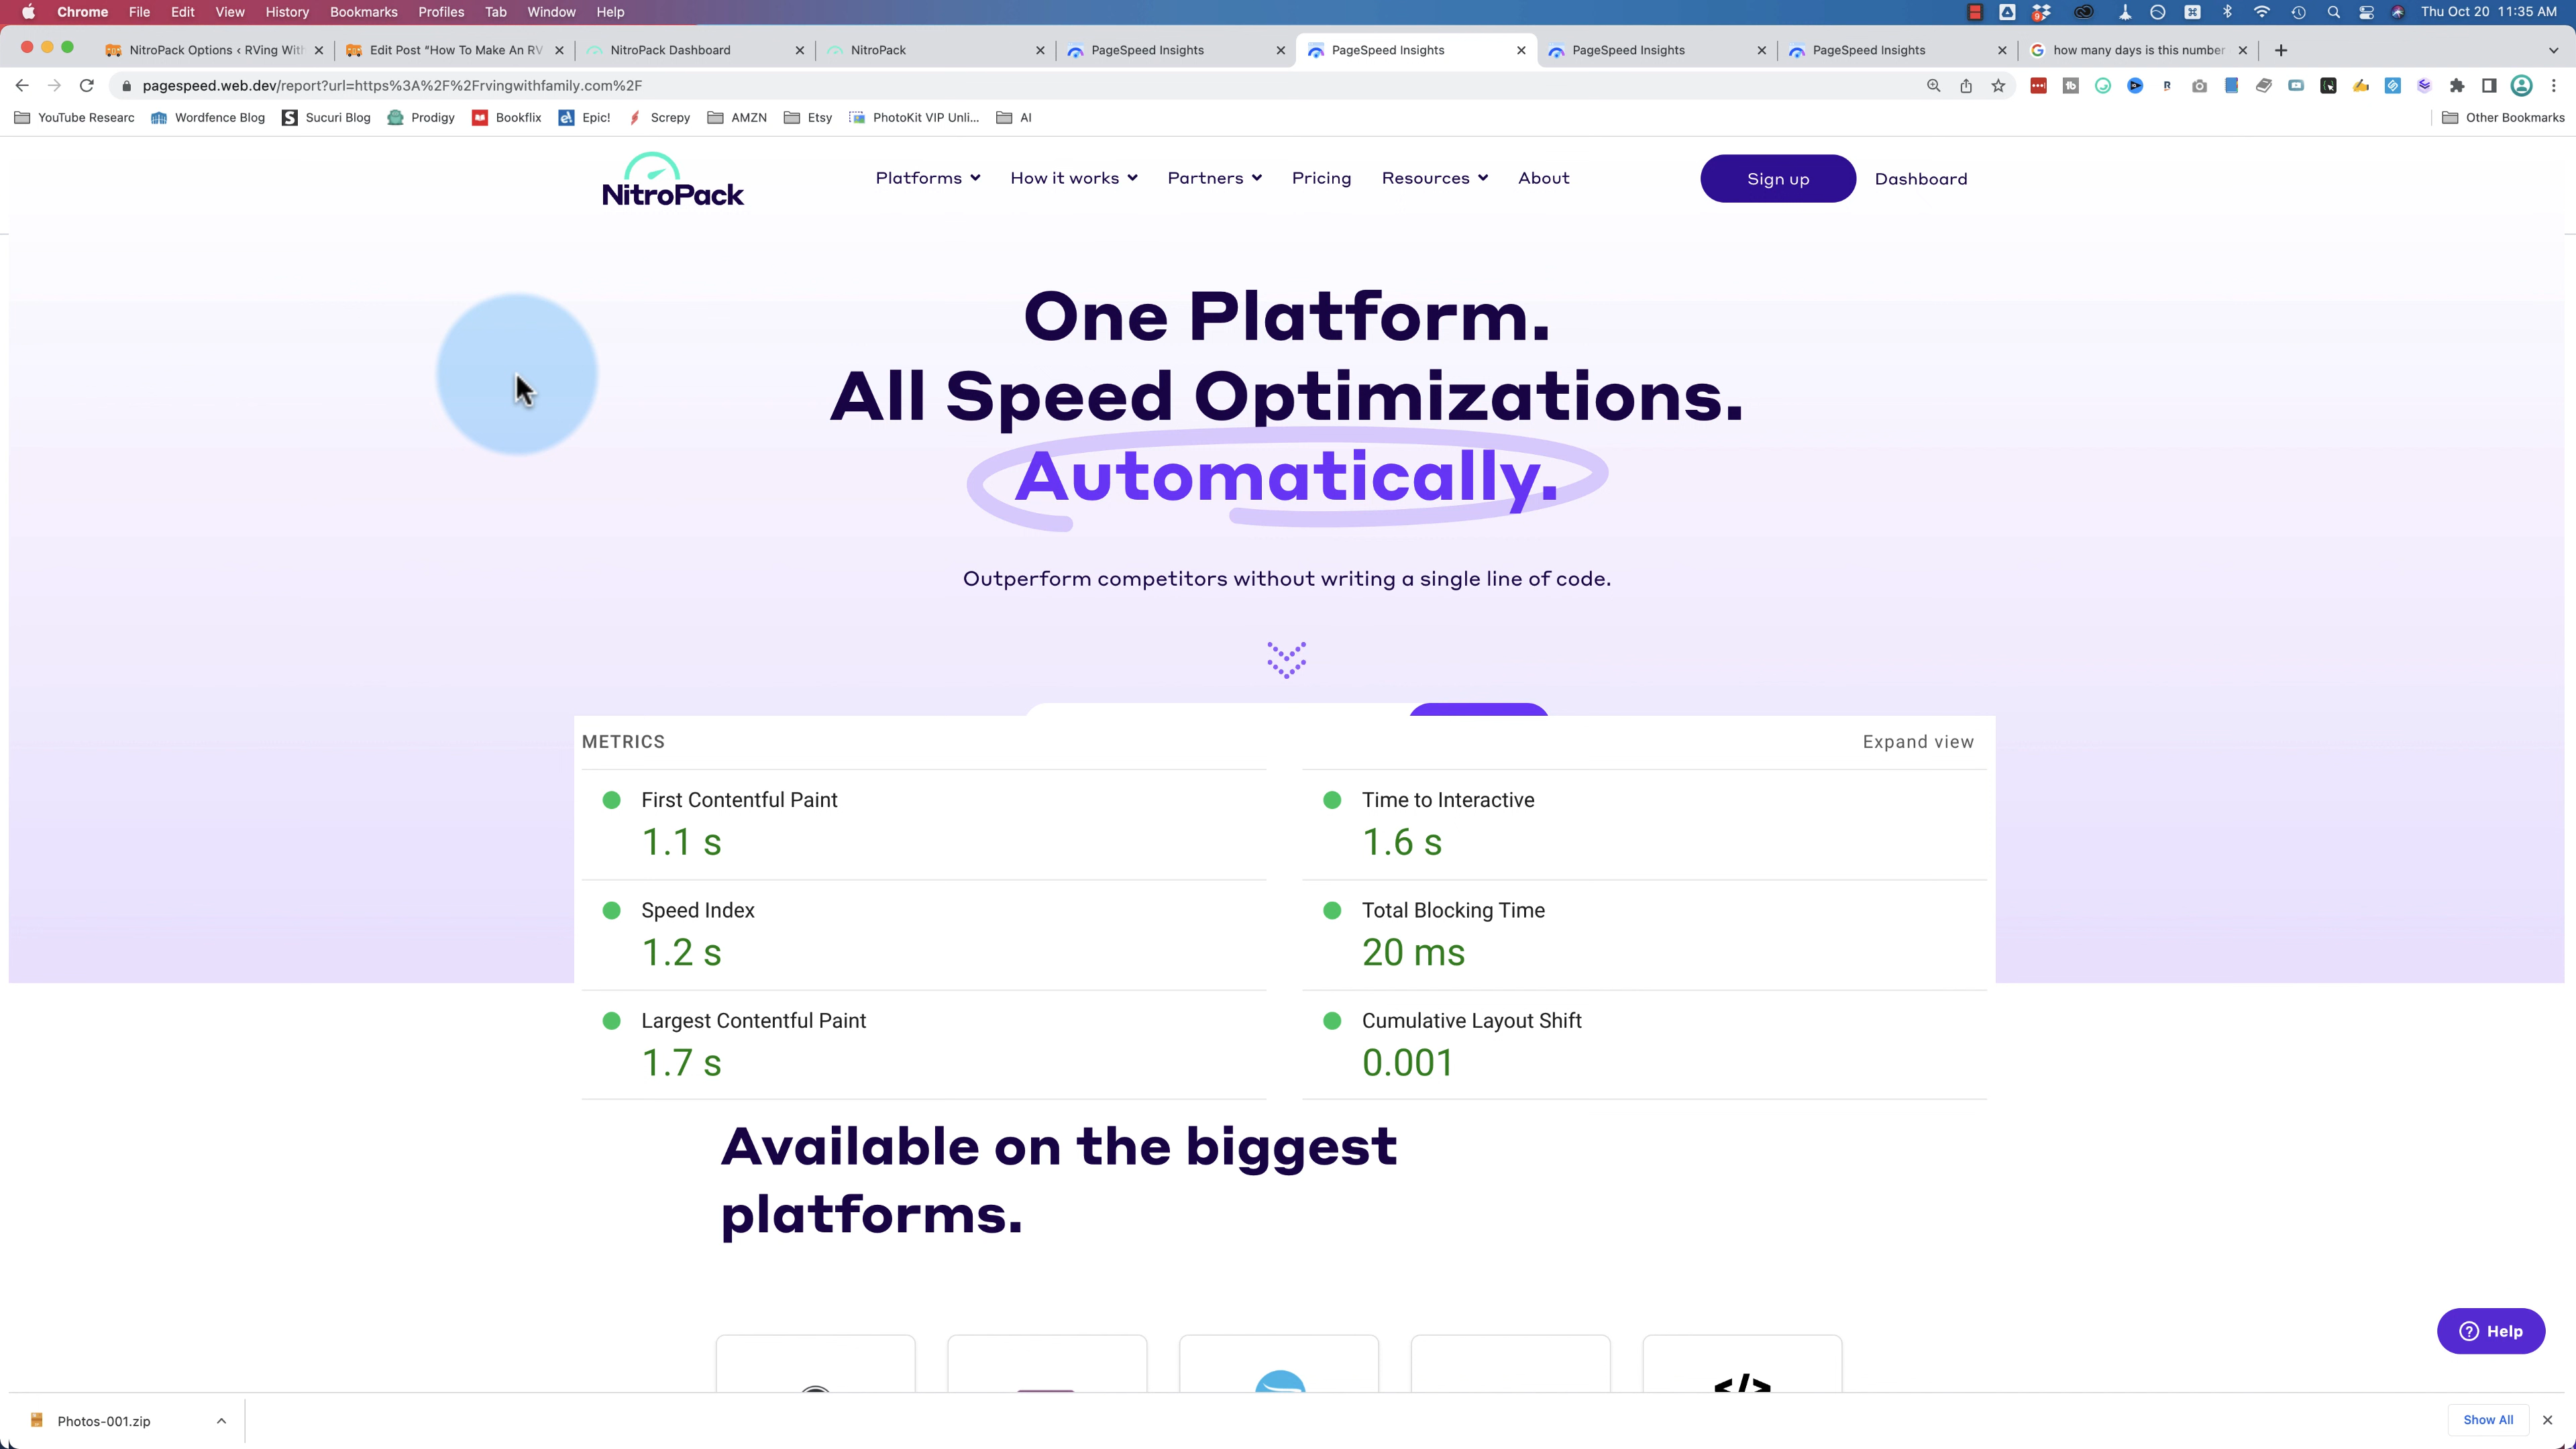 Chrome File Edit View History Bookmarks Profiles Tab Window Help
9
Thu Oct 20 11:35 AM
NitroPack Options ‹ RVing With
Edit Post “How To Make An RV
NitroPack Dashboard
NitroPack
PageSpeed Insights
PageSpeed Insights
PageSpeed Insights
PageSpeed Insights
how many days is this number
pagespeed.web.dev/report?url=https%3A%2F%2Frvingwithfamily.com%2F
YouTube Researc
Wordfence Blog
Sucuri Blog
Prodigy
Bookflix
Epic!
Screpy
AMZN
Etsy
PhotoKit VIP Unli...
AI
Other Bookmarks
NitroPack
Platforms
How it works
Partners
Pricing
Resources
About
Sign up
Dashboard
One Platform.
All Speed Optimizations.
Automatically.
Outperform competitors without writing a single line of code.
METRICS
Expand view
First Contentful Paint
1.1 s
Time to Interactive
1.6 s
Speed Index
1.2 s
Total Blocking Time
20 ms
Largest Contentful Paint
1.7 s
Cumulative Layout Shift
0.001
Available on the biggest
platforms.
</>
Help
Photos-001.zip
Show All